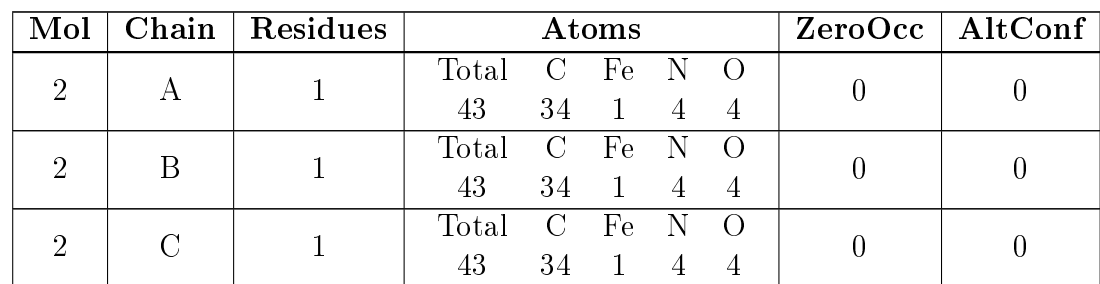 Mol Chain Residues Atoms ZeroOcc AltConf
2 A 1 Total C Fe N O 0 0
43 34 1 4 4
2 B 1 Total C Fe N O 0 0
43 34 1 4 4
2 C 1 Total C Fe N O 0 0
43 34 1 4 4